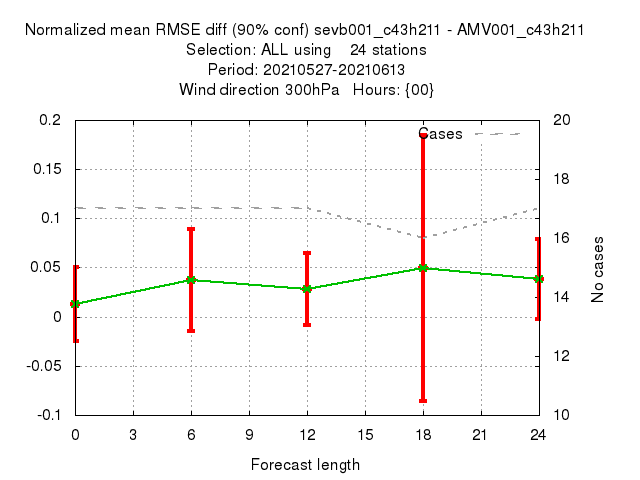 Normalized mean RMSE diff (90% conf) sevb001_c43h211 - AMV001_c43h211
Selection: ALL using    24 stations
Period: 20210527-20210613
Wind direction 300hPa   Hours: {00}
Cases
0.2
0.15
0.1
0.05
0
-0.05
-0.1
20
18
16
14
12
10
No cases
0 3 6 9 12 15 18 21 24
Forecast length